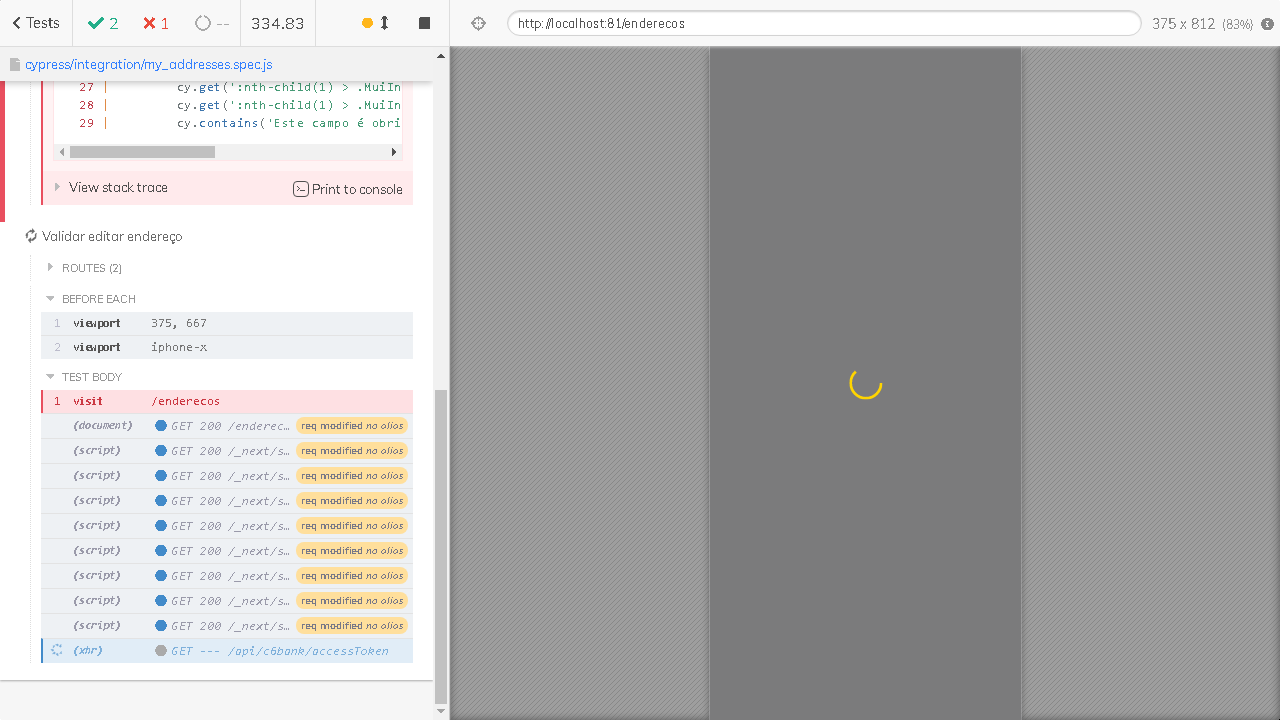 Tests
2
1
--
334.83
http://localhost:81/enderecos
375 x 812 (83%)
cypress/integration/my_addresses.spec.js
27 | cy.get(':nth-child(1) > .MuiIn
28 | cy.get(':nth-child(1) > .MuiIn
29 | cy.contains('Este campo é obri
View stack trace
Print to console
Validar editar endereço
ROUTES (2)
BEFORE EACH
1 viewport 375, 667
2 viewport iphone-x
TEST BODY
1 visit /enderecos
(document) GET 200 /enderec... req modified no alias
(script) GET 200 /_next/s... req modified no alias
(script) GET 200 /_next/s... req modified no alias
(script) GET 200 /_next/s... req modified no alias
(script) GET 200 /_next/s... req modified no alias
(script) GET 200 /_next/s... req modified no alias
(script) GET 200 /_next/s... req modified no alias
(script) GET 200 /_next/s... req modified no alias
(script) GET 200 /_next/s... req modified no alias
(xhr) GET --- /api/c6bank/accessToken